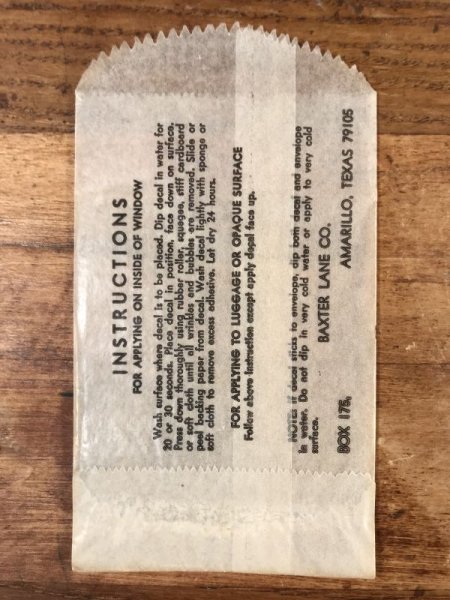 INSTRUCTIONS
FOR APPLYING ON INSIDE OF WINDOW
Wash surface where decal is to be placed. Dip decal in water for
20 or 30 seconds. Place decal in position, face down on surface.
Press down thoroughly using rubber roller, squegee, stiff cardboard
or soft cloth until all wrinkles and bubbles are removed. Slide or
peel backing paper from decal. Wash decal lightly with sponge or
soft cloth to remove excess adhesive. Let dry 24 hours.
FOR APPLYING TO LUGGAGE OR OPAQUE SURFACE
Follow above instruction except apply decal face up.
NOTE: If decal sticks to envelope, dip both decal and envelope
in water. Do not dip in very cold water or apply to very cold
surface.
BAXTER LANE CO.
BOX 175, AMARILLO, TEXAS 79105